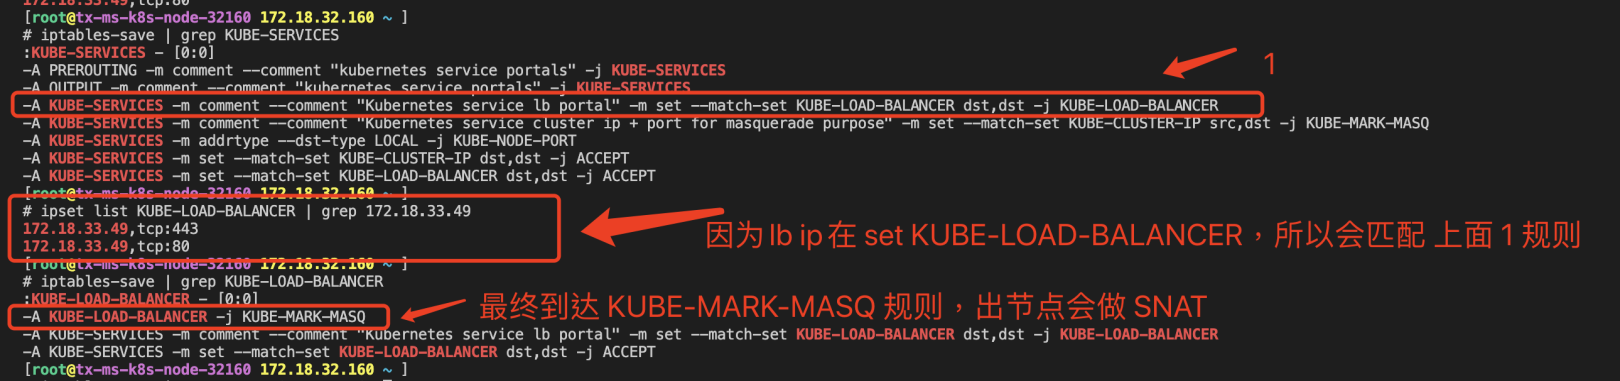 172.18.33.49,tcp:80
[root@tx-ms-k8s-node-32160 172.18.32.160 ~ ]
# iptables-save | grep KUBE-SERVICES
:KUBE-SERVICES - [0:0]
-A PREROUTING -m comment --comment "kubernetes service portals" -j KUBE-SERVICES
1
-A OUTPUT -m comment --comment "kubernetes service portals" -j KUBE-SERVICES
-A KUBE-SERVICES -m comment --comment "Kubernetes service lb portal" -m set --match-set KUBE-LOAD-BALANCER dst,dst -j KUBE-LOAD-BALANCER
-A KUBE-SERVICES -m comment --comment "Kubernetes service cluster ip + port for masquerade purpose" -m set --match-set KUBE-CLUSTER-IP src,dst -j KUBE-MARK-MASQ
-A KUBE-SERVICES -m addrtype --dst-type LOCAL -j KUBE-NODE-PORT
-A KUBE-SERVICES -m set --match-set KUBE-CLUSTER-IP dst,dst -j ACCEPT
-A KUBE-SERVICES -m set --match-set KUBE-LOAD-BALANCER dst,dst -j ACCEPT
[root@tx-ms-k8s-node-32160 172.18.32.160 ~ ]
# ipset list KUBE-LOAD-BALANCER | grep 172.18.33.49
172.18.33.49,tcp:443
因为 lb ip 在 set KUBE-LOAD-BALANCER，所以会匹配 上面 1 规则
172.18.33.49,tcp:80
[root@tx-ms-k8s-node-32160 172.18.32.160 ~ ]
# iptables-save | grep KUBE-LOAD-BALANCER
:KUBE-LOAD-BALANCER - [0:0]
-A KUBE-LOAD-BALANCER -j KUBE-MARK-MASQ
最终到达 KUBE-MARK-MASQ 规则，出节点会做 SNAT
-A KUBE-SERVICES -m comment --comment "Kubernetes service lb portal" -m set --match-set KUBE-LOAD-BALANCER dst,dst -j KUBE-LOAD-BALANCER
-A KUBE-SERVICES -m set --match-set KUBE-LOAD-BALANCER dst,dst -j ACCEPT
[root@tx-ms-k8s-node-32160 172.18.32.160 ~ ]